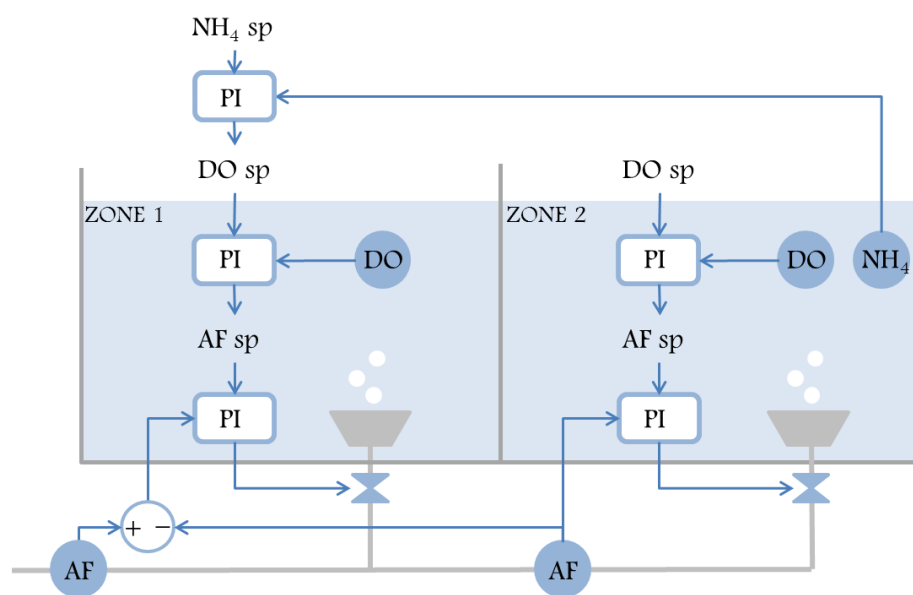 NH₄ sp
PI
DO sp
DO sp
ZONE 1
ZONE 2
PI
DO
PI
DO
NH₄
AF sp
AF sp
PI
PI
+ −
AF
AF